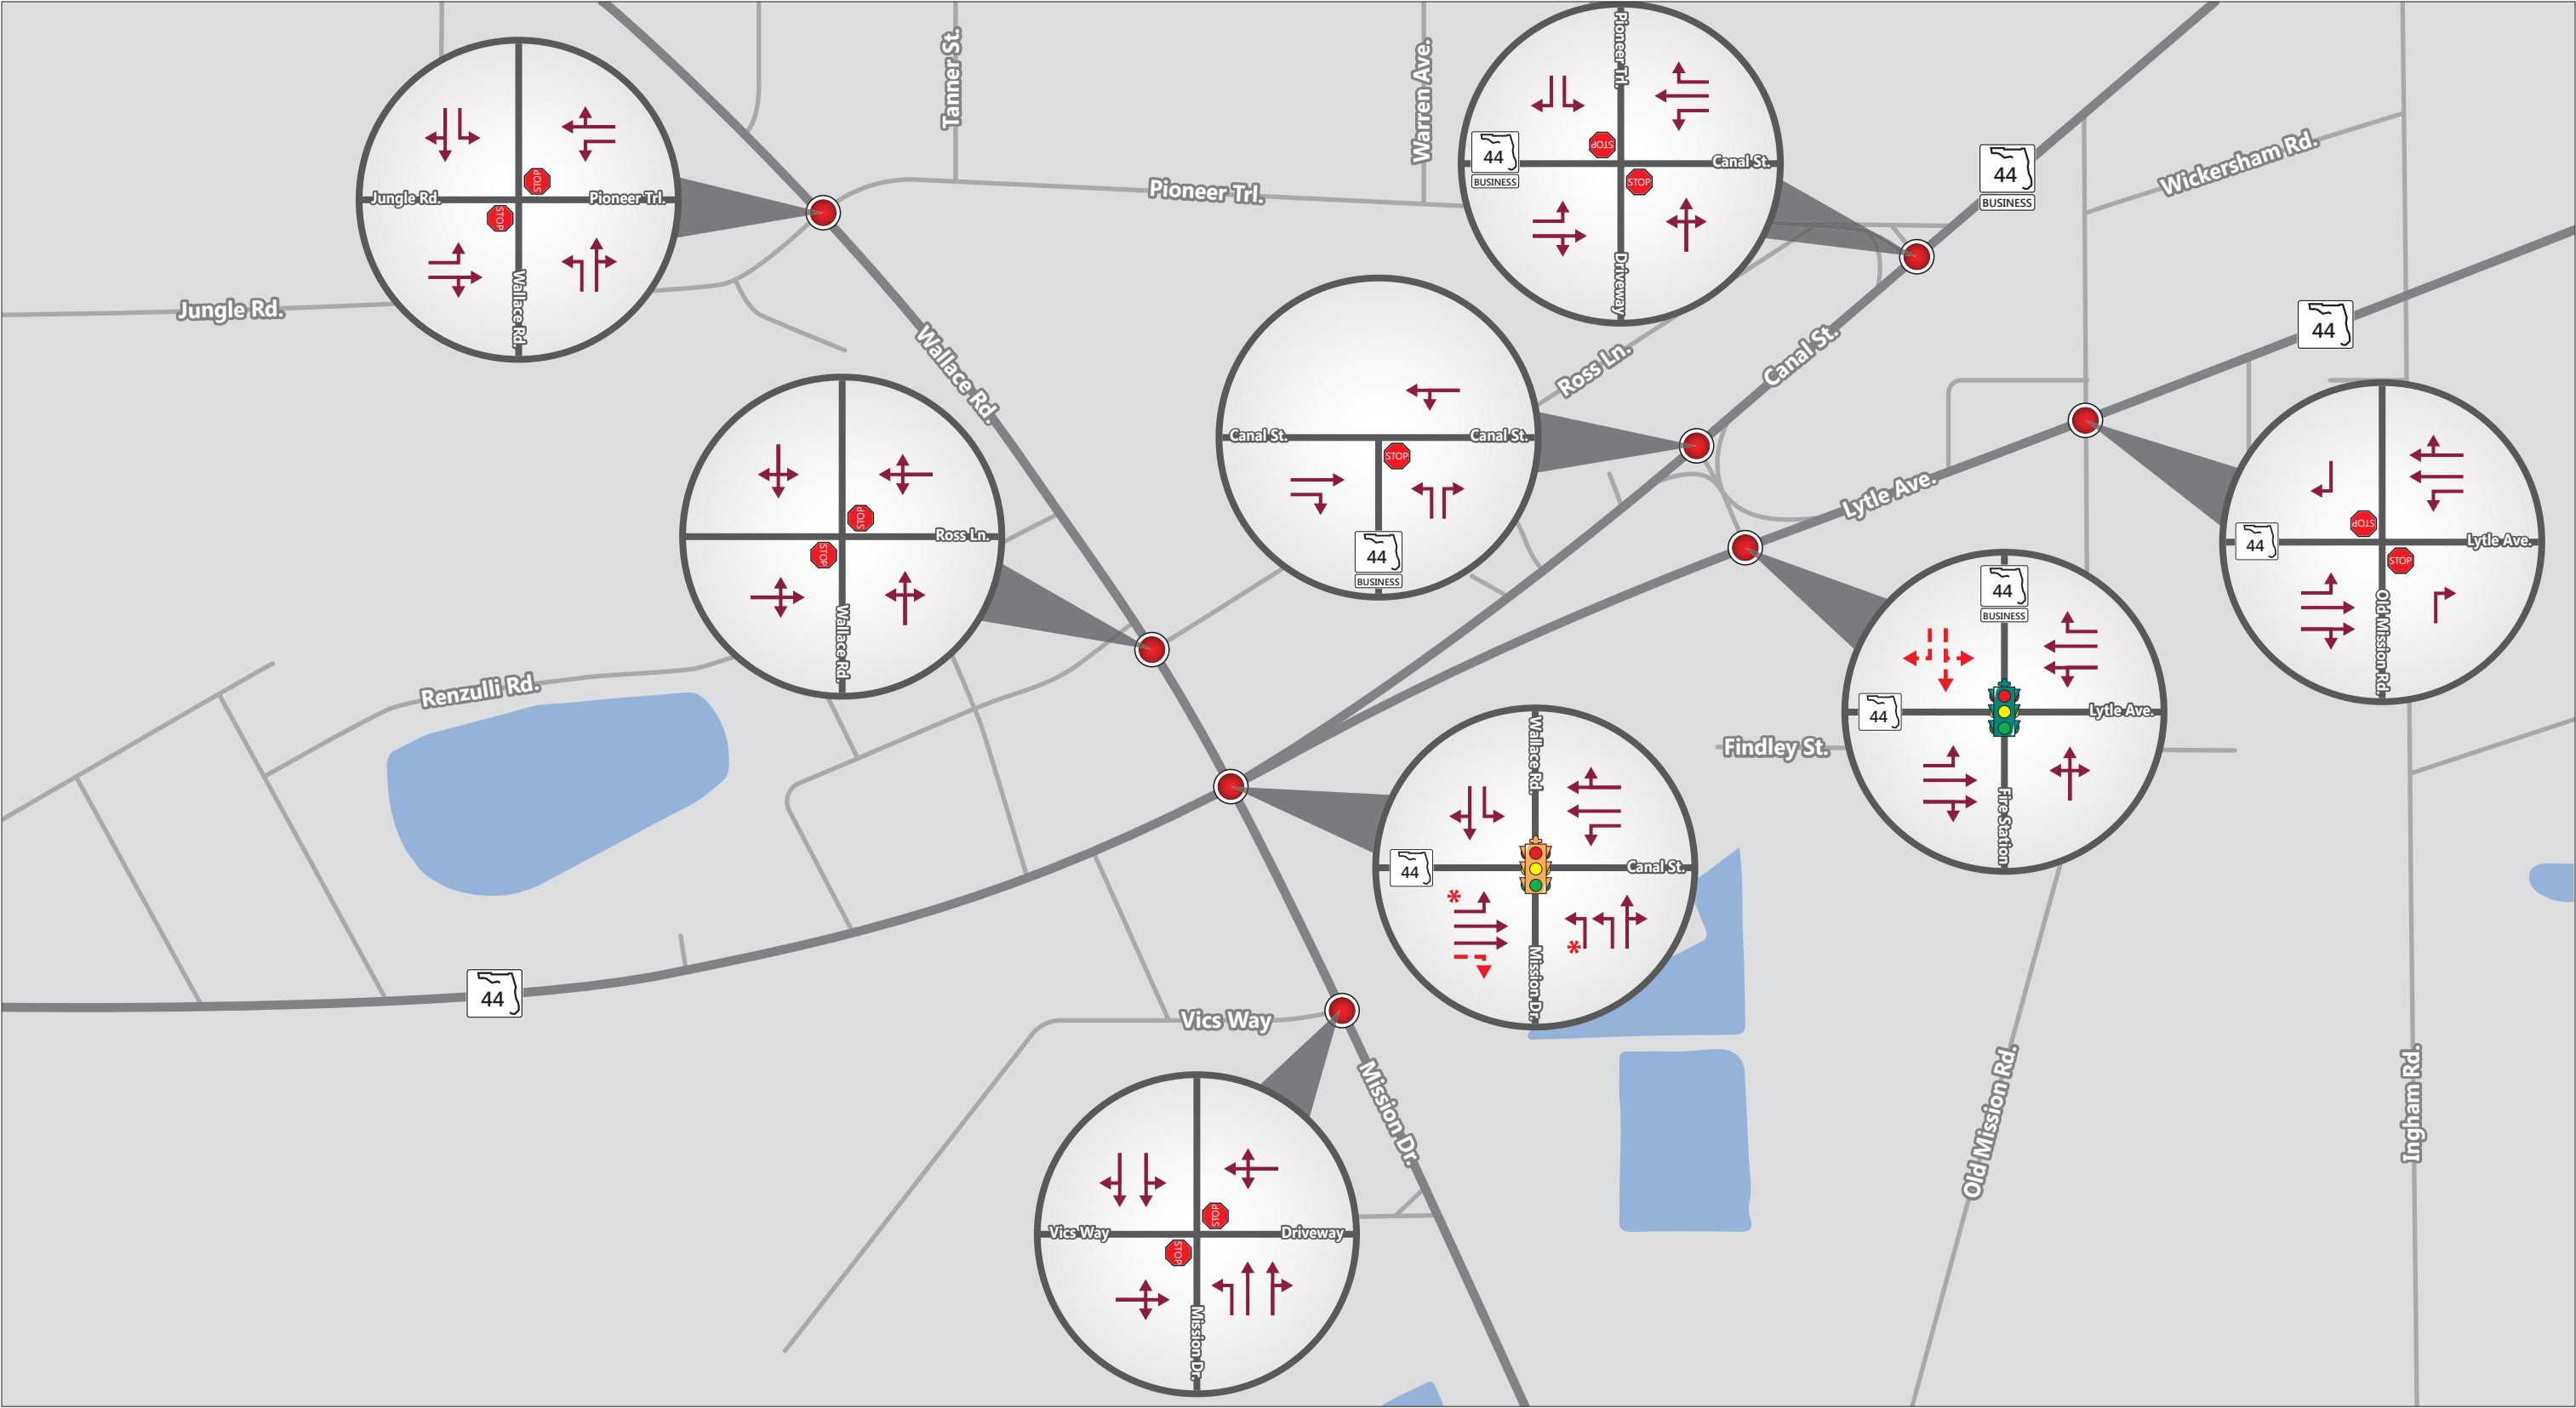 Tanner St.
Warren Ave.
Pioneer Trl.
Jungle Rd.
Wallace Rd.
Ross Ln.
Canal St.
44
BUSINESS
Wickersham Rd.
44
Lytle Ave.
Renzulli Rd.
Findley St.
44
Vics Way
Mission Dr.
Old Mission Rd.
Ingham Rd.
STOP
Jungle Rd.
Pioneer Trl.
STOP
Wallace Rd.
Pioneer Trl.
STOP
44
BUSINESS
Canal St.
STOP
Driveway
STOP
Ross Ln.
STOP
Wallace Rd.
Canal St.
Canal St.
STOP
44
BUSINESS
STOP
44
Lytle Ave.
STOP
Old Mission Rd.
44
BUSINESS
44
Lytle Ave.
Fire Station
Wallace Rd.
44
Canal St.
*
*
Mission Dr.
STOP
Vics Way
Driveway
STOP
Mission Dr.